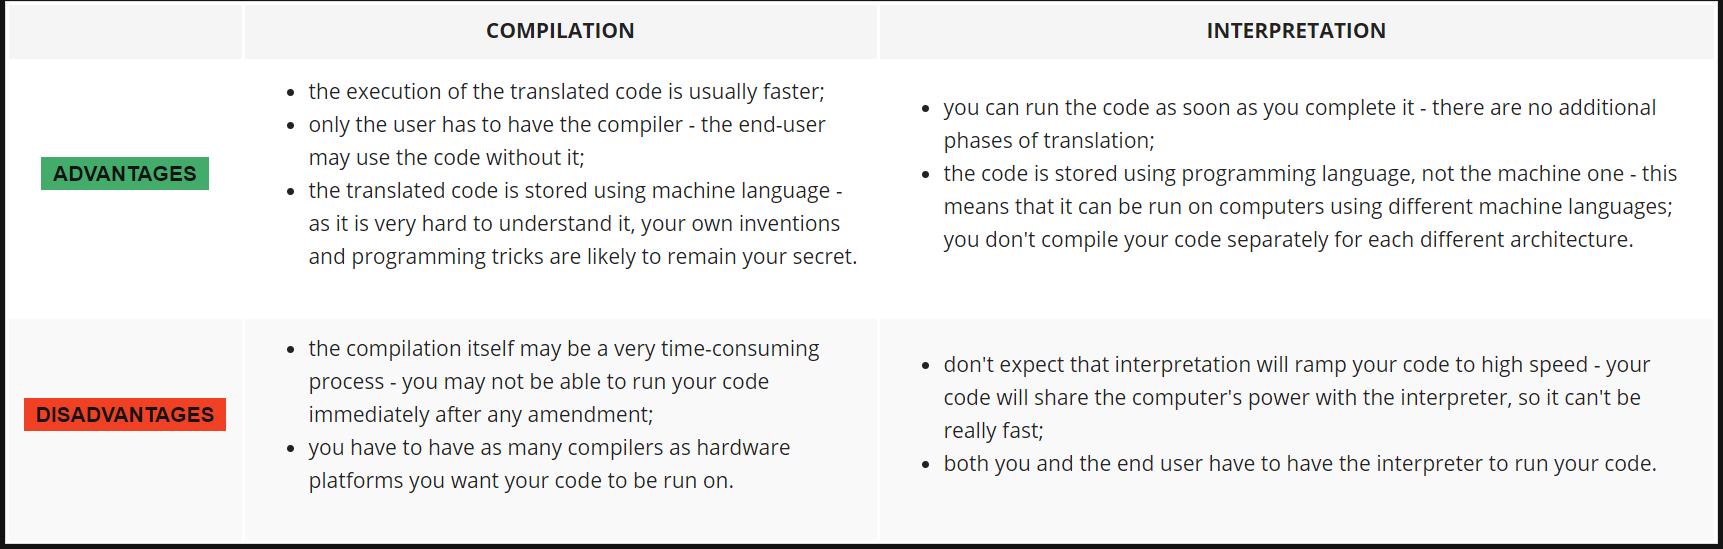 COMPILATION
INTERPRETATION
ADVANTAGES
• the execution of the translated code is usually faster;
• only the user has to have the compiler - the end-user
may use the code without it;
• the translated code is stored using machine language -
as it is very hard to understand it, your own inventions
and programming tricks are likely to remain your secret.
• you can run the code as soon as you complete it - there are no additional
phases of translation;
• the code is stored using programming language, not the machine one - this
means that it can be run on computers using different machine languages;
you don't compile your code separately for each different architecture.
DISADVANTAGES
• the compilation itself may be a very time-consuming
process - you may not be able to run your code
immediately after any amendment;
• you have to have as many compilers as hardware
platforms you want your code to be run on.
• don't expect that interpretation will ramp your code to high speed - your
code will share the computer's power with the interpreter, so it can't be
really fast;
• both you and the end user have to have the interpreter to run your code.